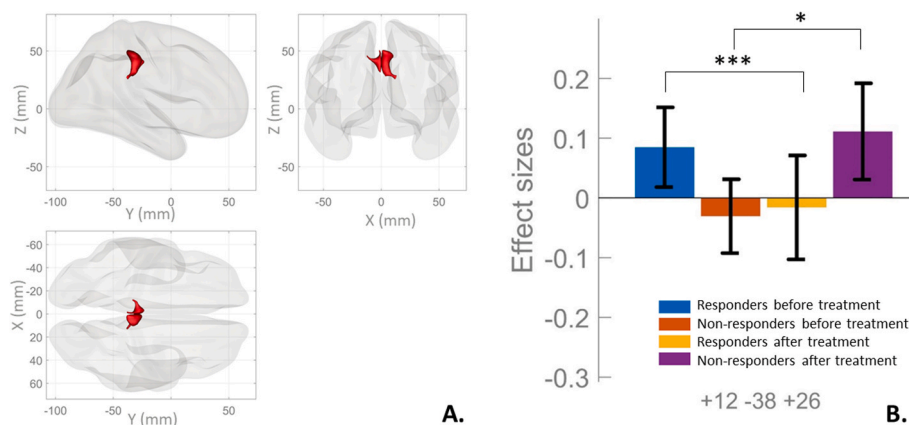 50
0
-50
Z (mm)
-100
-50
0
50
Y (mm)
50
0
-50
Z (mm)
-50
0
50
X (mm)
-60
-40
-20
0
20
40
60
X (mm)
-100
-50
0
50
Y (mm)
A.
Effect sizes
0.2
0.1
0
-0.1
-0.2
-0.3
***
*
Responders before treatment
Non-responders before treatment
Responders after treatment
Non-responders after treatment
+12 -38 +26
B.